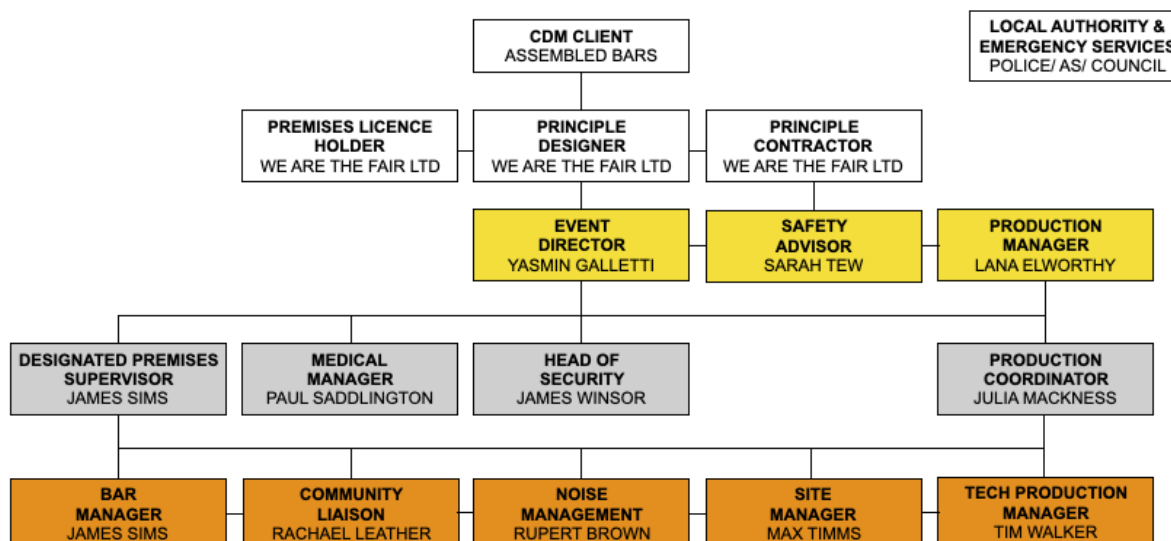 CDM CLIENT
ASSEMBLED BARS
LOCAL AUTHORITY &
EMERGENCY SERVICES
POLICE/ AS/ COUNCIL
PREMISES LICENCE
HOLDER
WE ARE THE FAIR LTD
PRINCIPLE
DESIGNER
WE ARE THE FAIR LTD
PRINCIPLE
CONTRACTOR
WE ARE THE FAIR LTD
EVENT
DIRECTOR
YASMIN GALLETTI
SAFETY
ADVISOR
SARAH TEW
PRODUCTION
MANAGER
LANA ELWORTHY
DESIGNATED PREMISES
SUPERVISOR
JAMES SIMS
MEDICAL
MANAGER
PAUL SADDLINGTON
HEAD OF
SECURITY
JAMES WINSOR
PRODUCTION
COORDINATOR
JULIA MACKNESS
BAR
MANAGER
JAMES SIMS
COMMUNITY
LIAISON
RACHAEL LEATHER
NOISE
MANAGEMENT
RUPERT BROWN
SITE
MANAGER
MAX TIMMS
TECH PRODUCTION
MANAGER
TIM WALKER